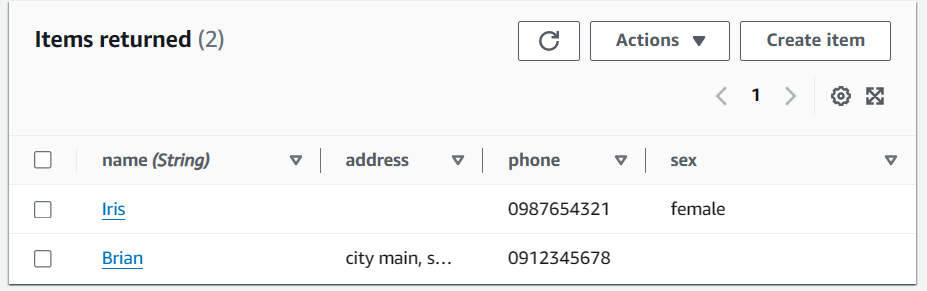 Items returned (2)
Actions
Create item
1
name (String) address phone sex
Iris 0987654321 female
Brian city main, s... 0912345678